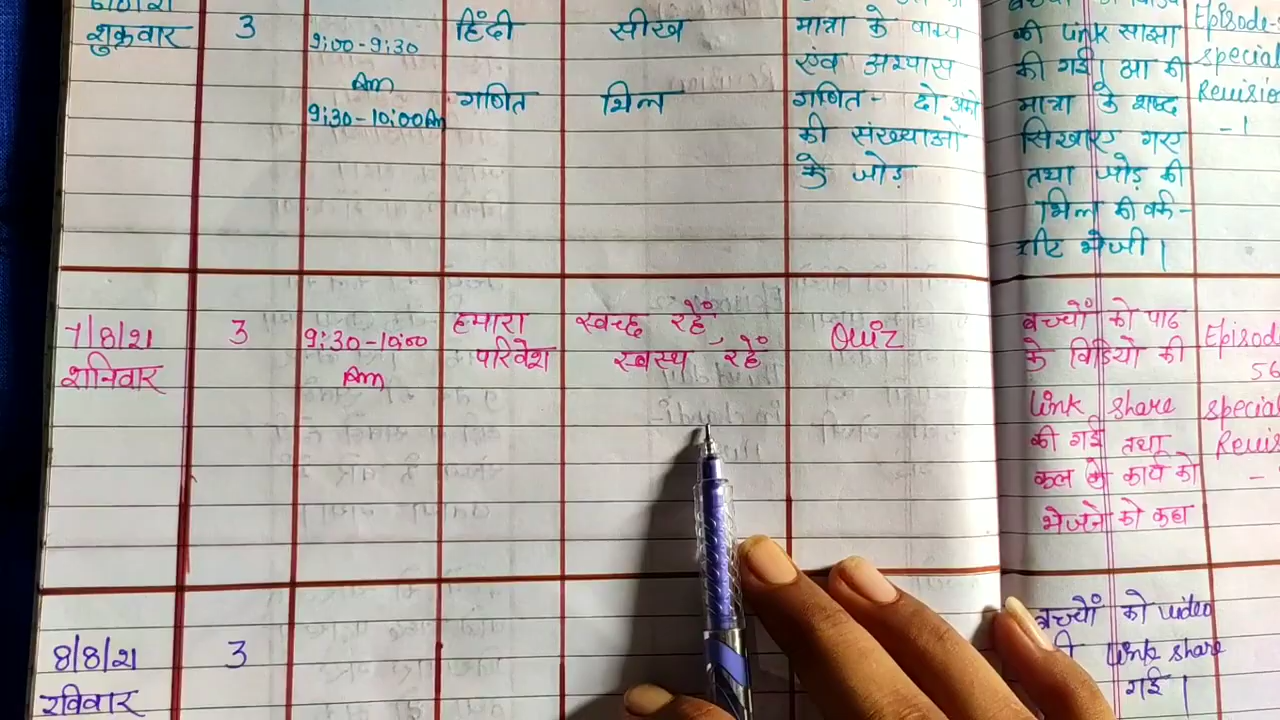 शुक्रवार 3 9:00-9:30 Am हिंदी सीख मात्रा के वाक्य
एंव अभ्यास
9:30-10:00Am गणित मिल गणित- दो अंको
की संख्याओं
के जोड़
की link साझा
की गई। आ की
मात्रा के शब्द
सिखाए गए
तथा जोड़ की
मिल की वर्क-
शीट भेजी।
Episode-
special
Revision
-1
7/8/21
शनिवार
3
9:30-10:00
Am
हमारा
परिवेश
स्वच्छ रहें,
स्वस्थ रहें
Quiz
बच्चों को पाठ
के विडियो की
link share
की गई तथा
कल के कार्य को
भेजने को कहा
56
special
8/8/21
रविवार
3
बच्चों को video
link share
गई।